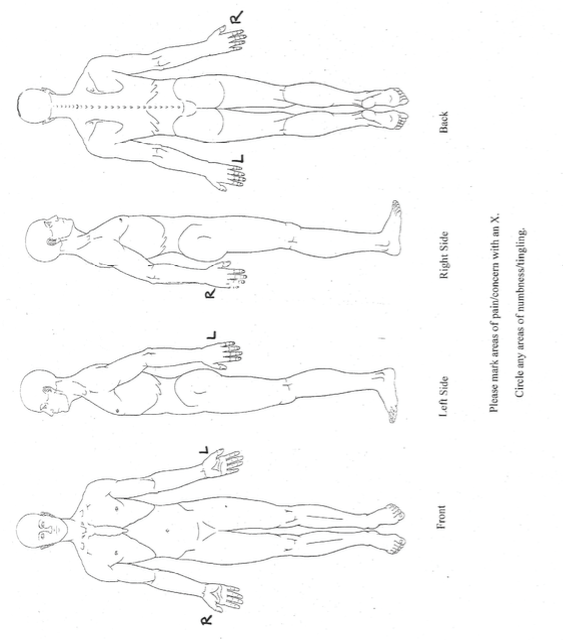 R
L
L
R
L
R
Front
Left Side
Right Side
Back
Please mark areas of pain/concern with an X.
Circle any areas of numbness/tingling.